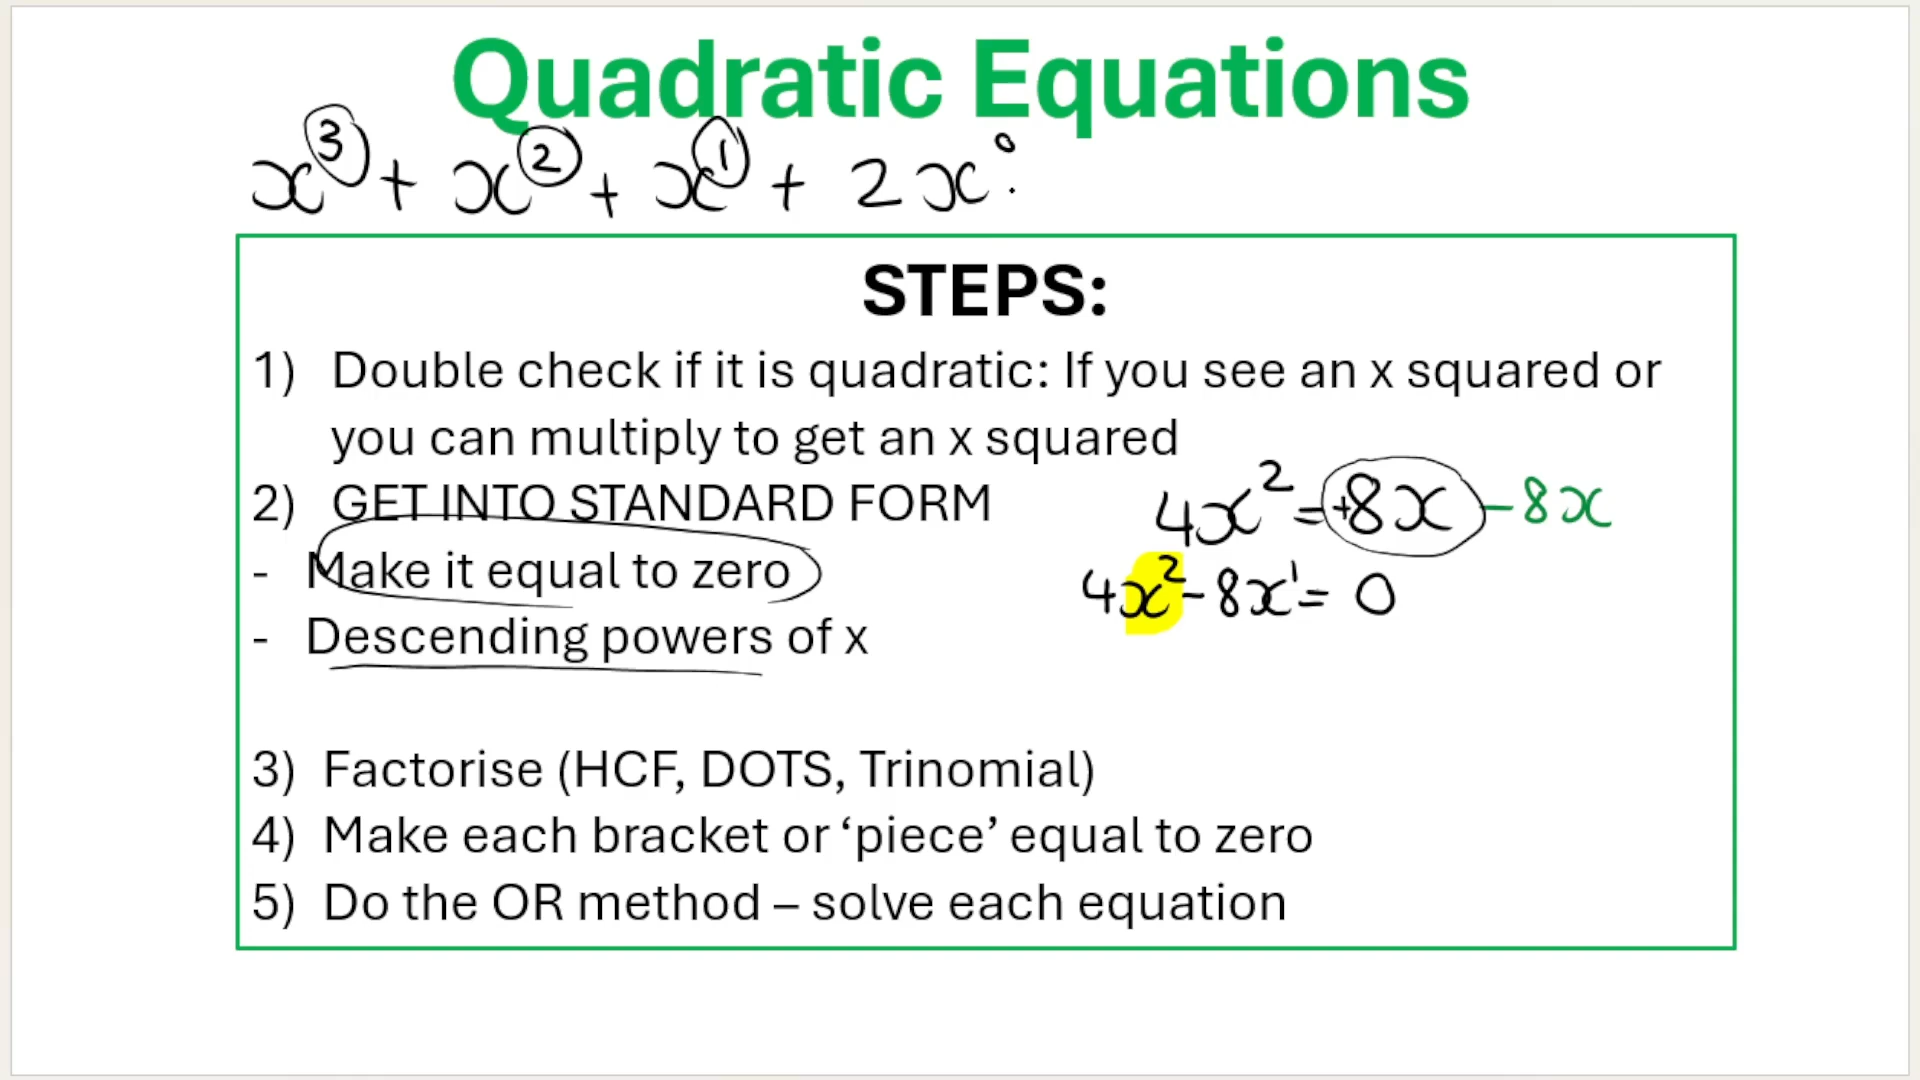 Quadratic Equations
x³ + x² + x¹ + 2x⁰
STEPS:
1) Double check if it is quadratic: If you see an x squared or
you can multiply to get an x squared
2) GET INTO STANDARD FORM
4x² = +8x - 8x
- Make it equal to zero
4x² - 8x¹ = 0
- Descending powers of x
3) Factorise (HCF, DOTS, Trinomial)
4) Make each bracket or ‘piece’ equal to zero
5) Do the OR method – solve each equation